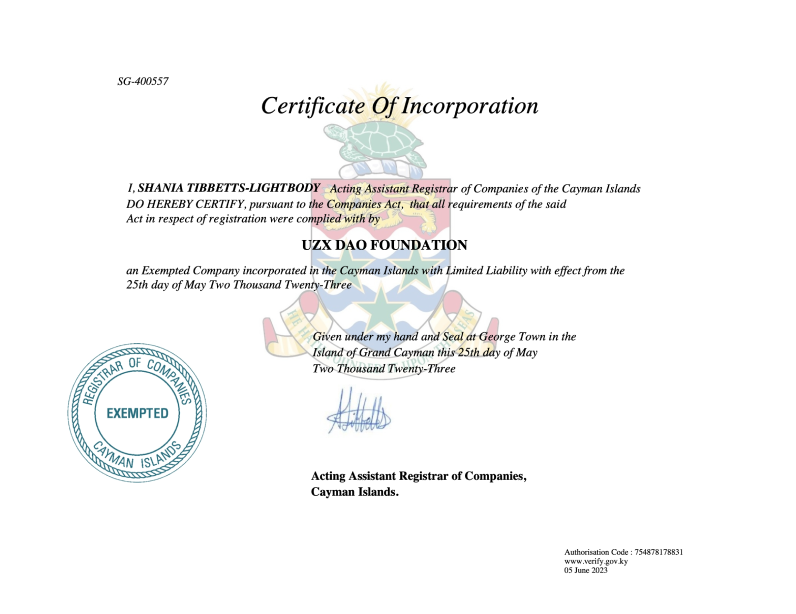 SG-400557
Certificate Of Incorporation
I, SHANIA TIBBETTS-LIGHTBODY Acting Assistant Registrar of Companies of the Cayman Islands
DO HEREBY CERTIFY, pursuant to the Companies Act, that all requirements of the said
Act in respect of registration were complied with by
UZX DAO FOUNDATION
an Exempted Company incorporated in the Cayman Islands with Limited Liability with effect from the
25th day of May Two Thousand Twenty-Three
Given under my hand and Seal at George Town in the
Island of Grand Cayman this 25th day of May
Two Thousand Twenty-Three
REGISTRAR OF COMPANIES
EXEMPTED
CAYMAN ISLANDS
Acting Assistant Registrar of Companies,
Cayman Islands.
Authorisation Code : 754878178831
www.verify.gov.ky
05 June 2023